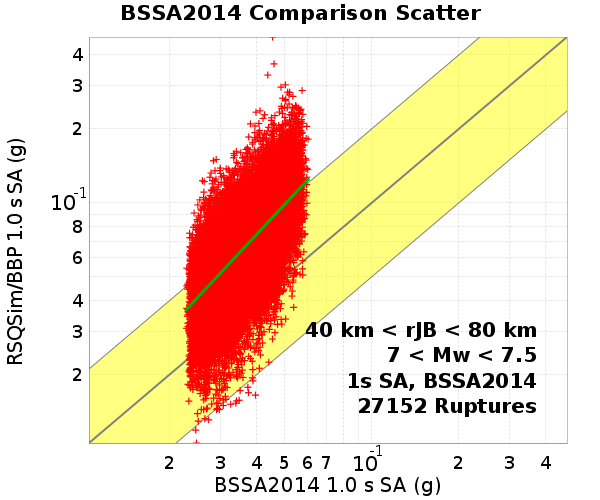 BSSA2014 Comparison Scatter
RSQSim/BBP 1.0 s SA (g)
4
3
2
10-1
8
6
4
3
2
40 km < rJB < 80 km
7 < Mw < 7.5
1s SA, BSSA2014
27152 Ruptures
2 3 4 5 6 7 10-1 2 3 4
BSSA2014 1.0 s SA (g)